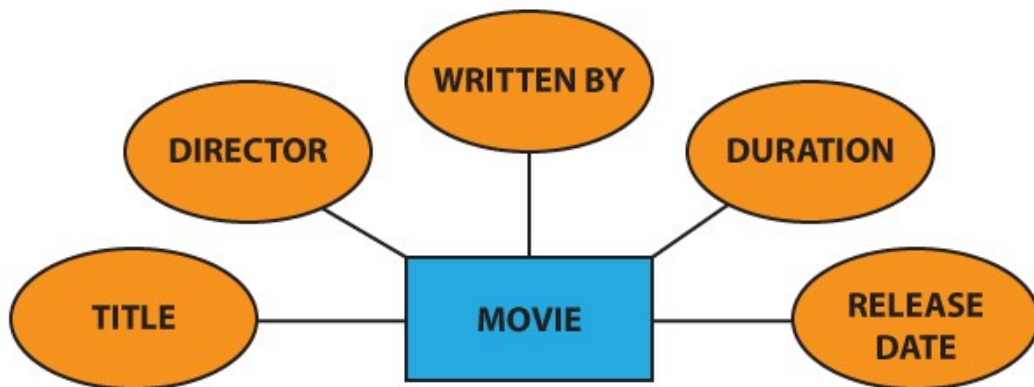 WRITTEN BY
DIRECTOR
DURATION
TITLE
MOVIE
RELEASE
DATE